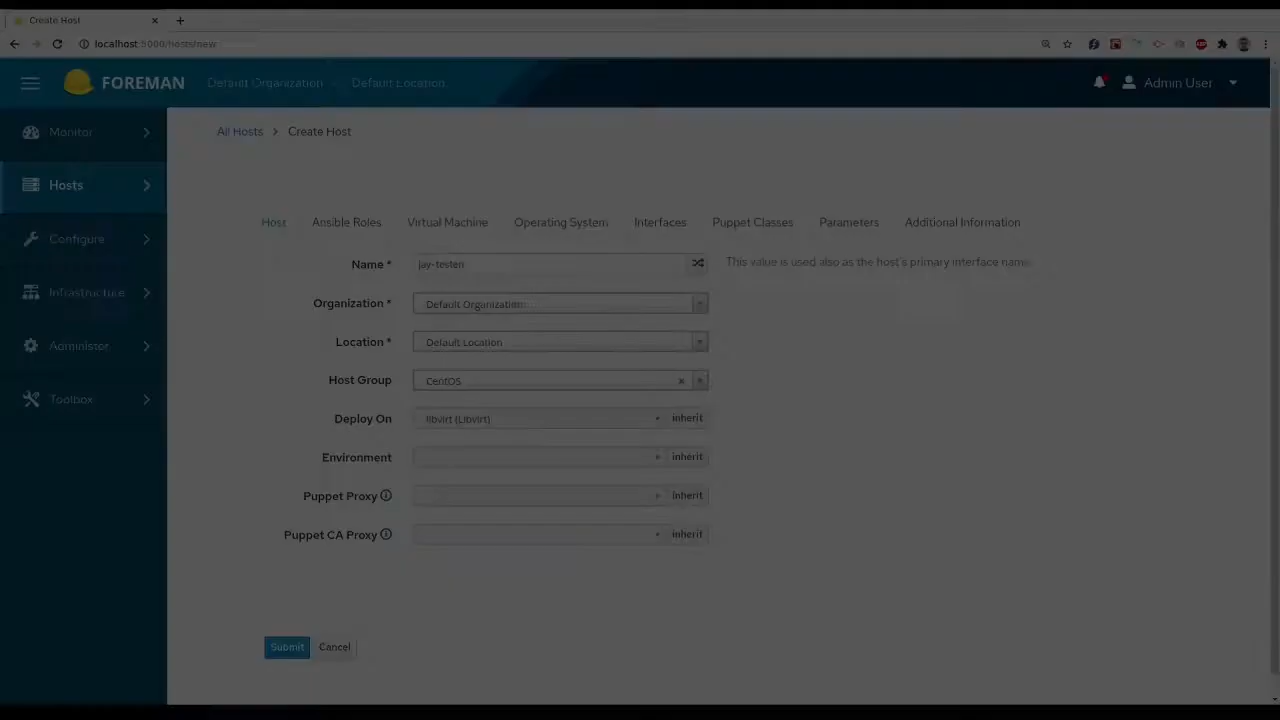 Create Host
localhost:5000/hosts/new
FOREMAN Default Organization Default Location Admin User
Monitor
Hosts
Configure
Infrastructure
Administer
Toolbox
All Hosts > Create Host
Host Ansible Roles Virtual Machine Operating System Interfaces Puppet Classes Parameters Additional Information
Name * jay-testen This value is used also as the host's primary interface name.
Organization * Default Organization
Location * Default Location
Host Group CentOS
Deploy On libvirt (Libvirt) inherit
Environment inherit
Puppet Proxy inherit
Puppet CA Proxy inherit
Submit Cancel